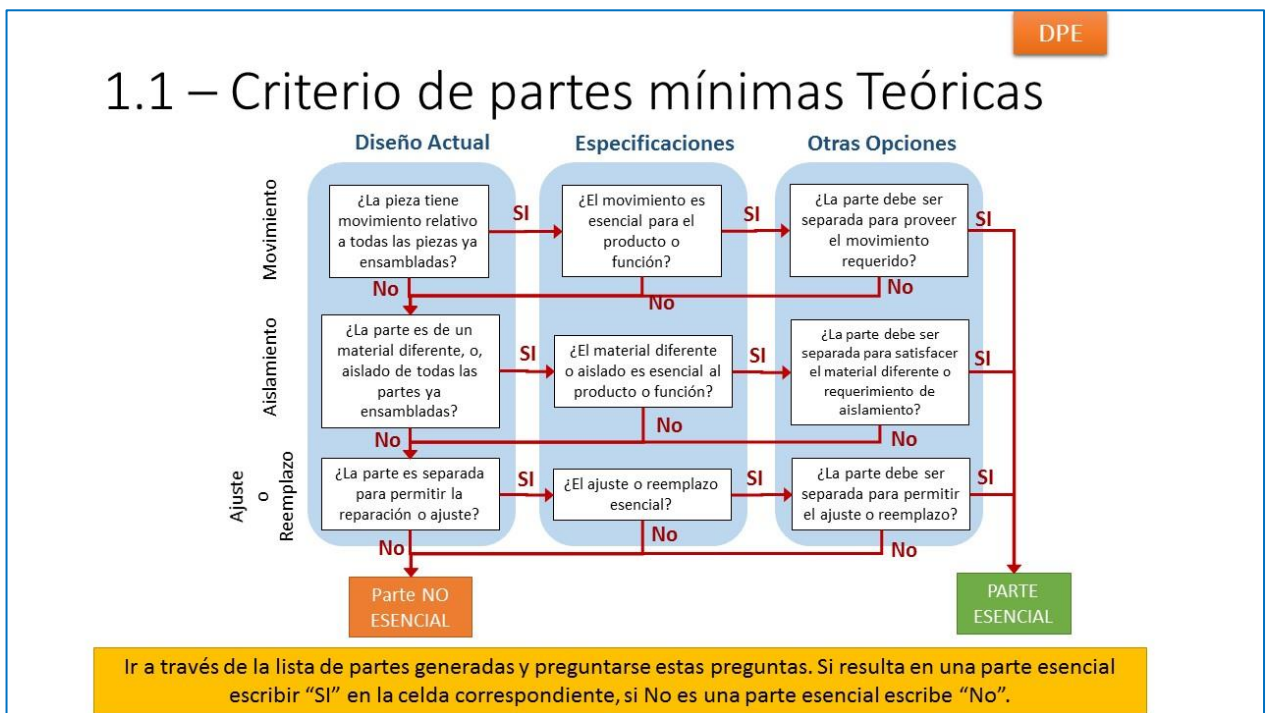 DPE
1.1 – Criterio de partes mínimas Teóricas
Diseño Actual
Especificaciones
Otras Opciones
Movimiento
¿La pieza tiene
movimiento relativo
a todas las piezas ya
ensambladas?
SI
¿El movimiento es
esencial para el
producto o
función?
SI
¿La parte debe ser
separada para proveer
el movimiento
requerido?
SI
No
No
No
Aislamiento
¿La parte es de un
material diferente, o,
aislado de todas las
partes ya
ensambladas?
SI
¿El material diferente
o aislado es esencial al
producto o función?
SI
¿La parte debe ser
separada para satisfacer
el material diferente o
requerimiento de
aislamiento?
SI
No
No
No
Ajuste
o
Reemplazo
¿La parte es separada
para permitir la
reparación o ajuste?
SI
¿El ajuste o reemplazo
esencial?
SI
¿La parte debe ser
separada para permitir
el ajuste o reemplazo?
SI
No
No
No
Parte NO
ESENCIAL
PARTE
ESENCIAL
Ir a través de la lista de partes generadas y preguntarse estas preguntas. Si resulta en una parte esencial
escribir “SI” en la celda correspondiente, si No es una parte esencial escribe “No”.